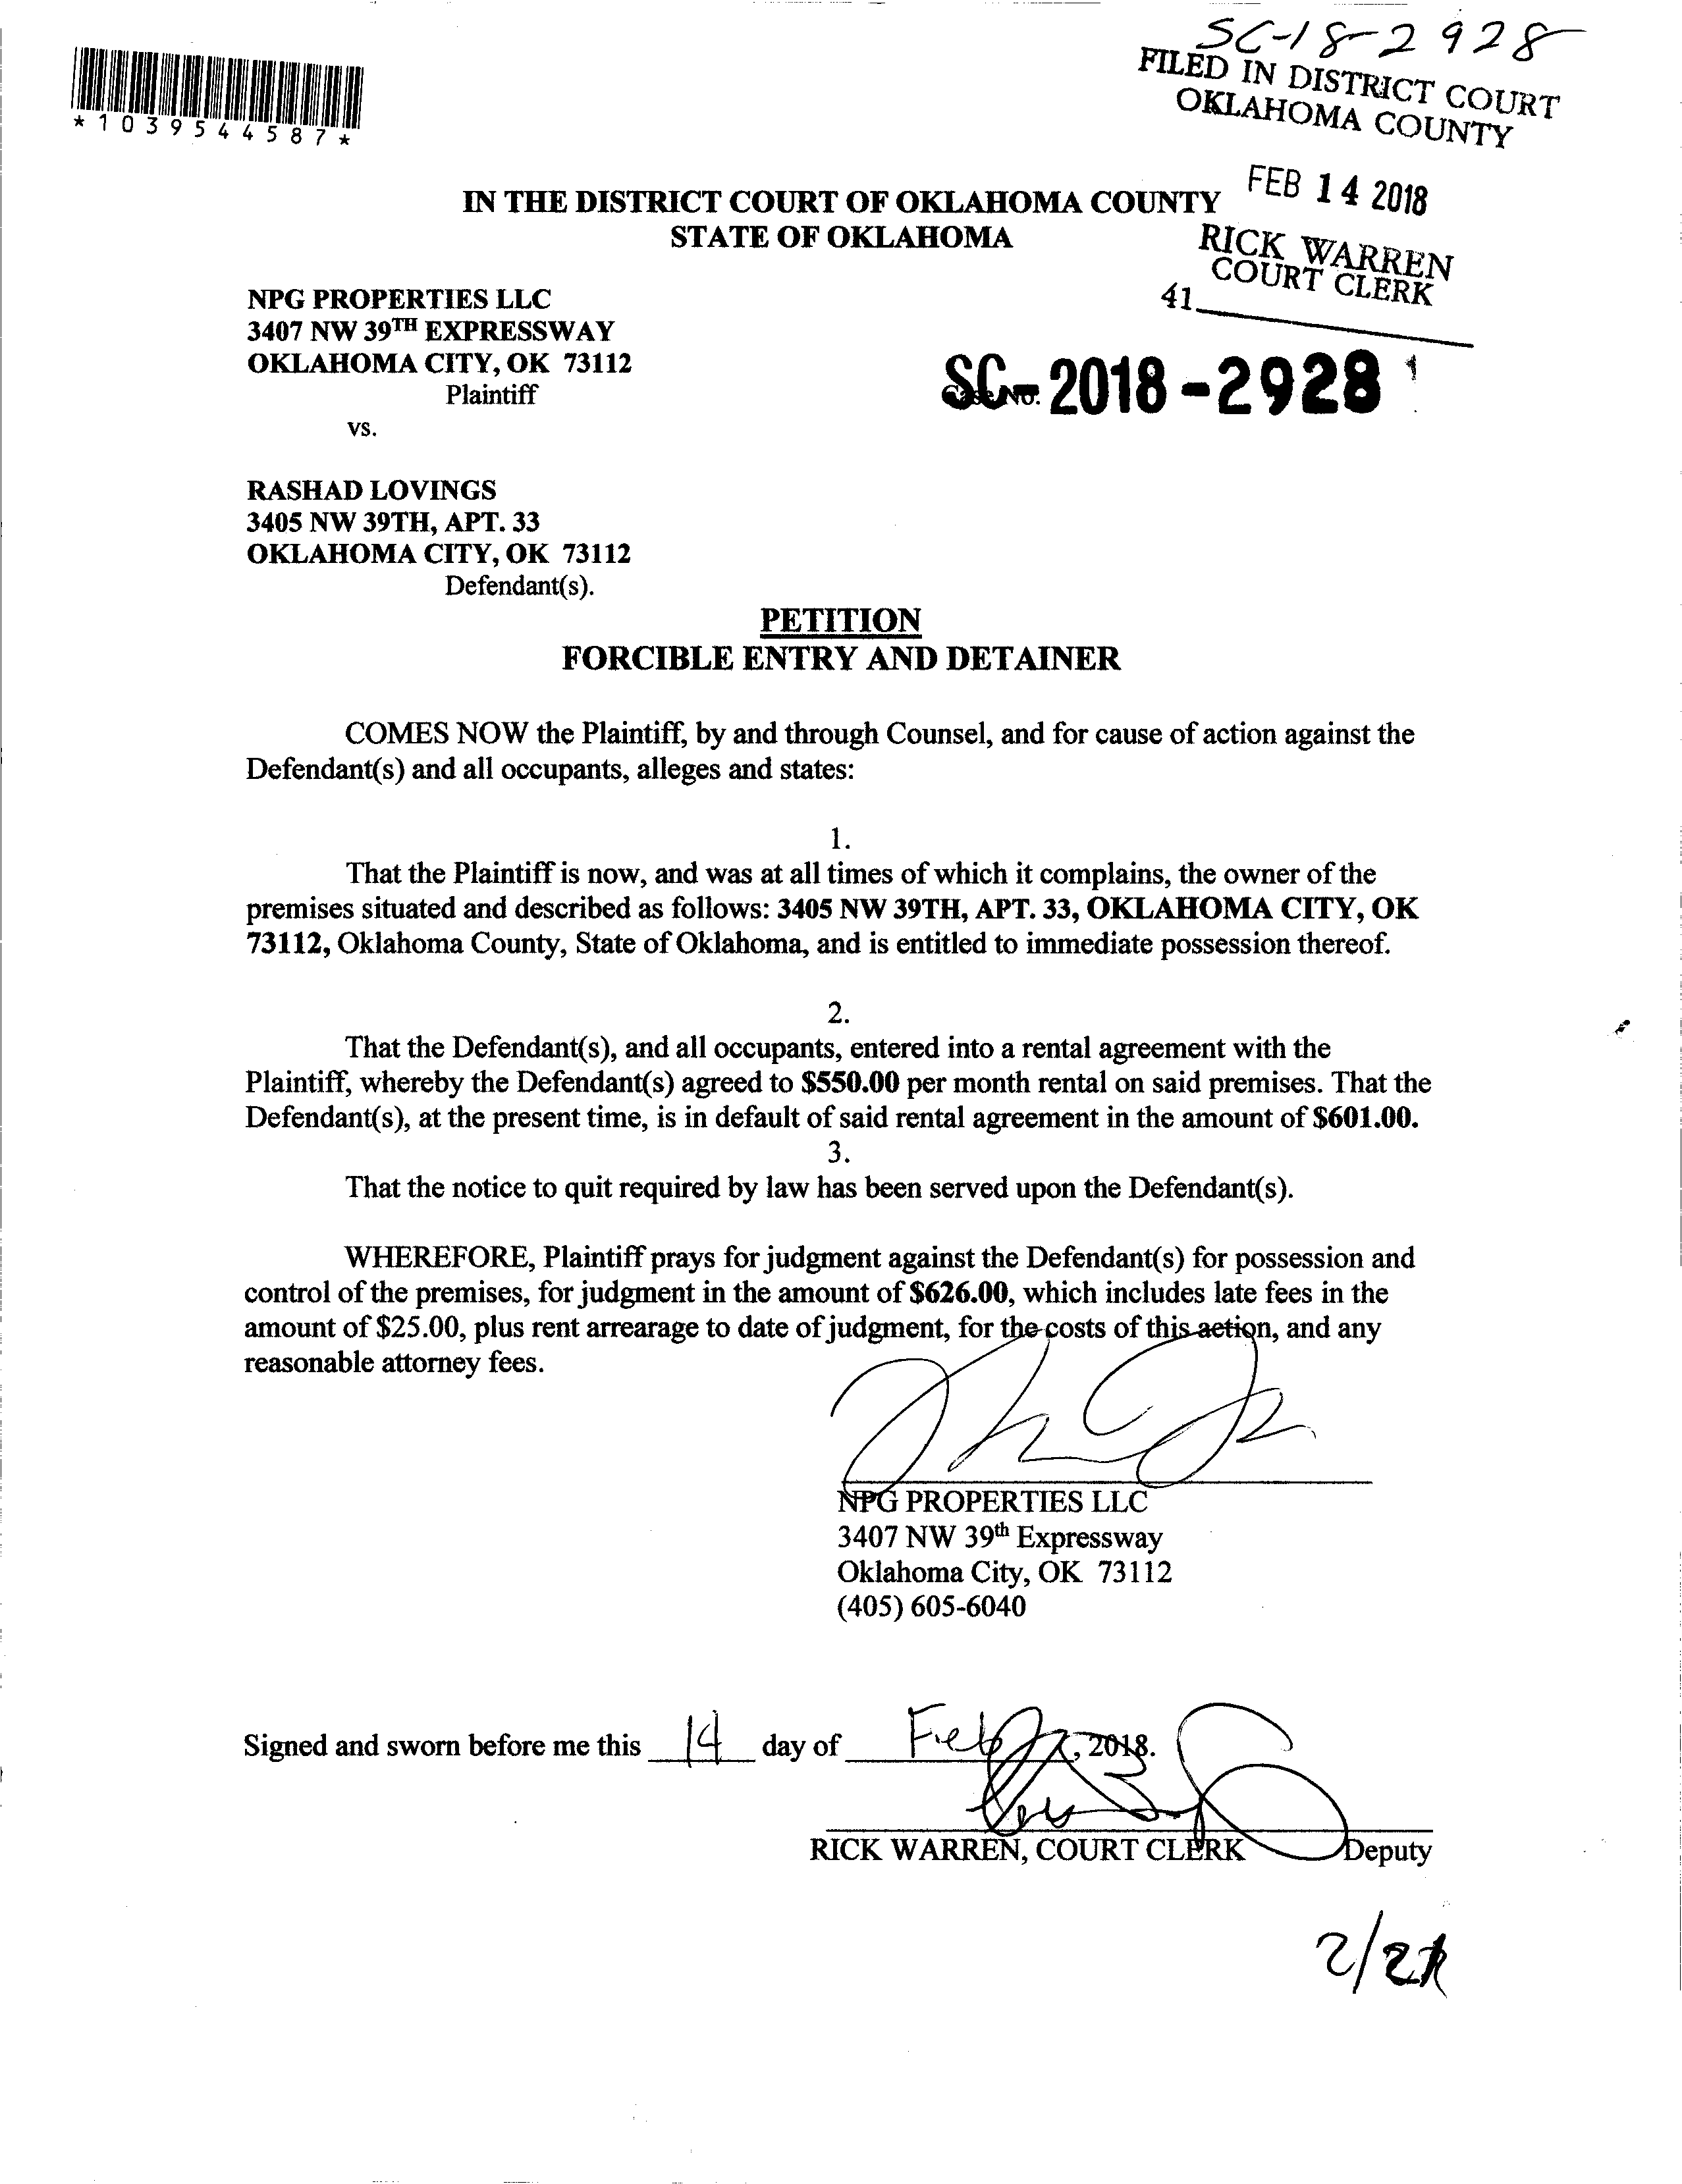 SC-18-2928
FILED IN DISTRICT COURT
OKLAHOMA COUNTY
*1039544587*
FEB 14 2018
IN THE DISTRICT COURT OF OKLAHOMA COUNTY
STATE OF OKLAHOMA
RICK WARREN
COURT CLERK
41
NPG PROPERTIES LLC
3407 NW 39TH EXPRESSWAY
OKLAHOMA CITY, OK 73112
Plaintiff
SC-2018-2928
Case No.
vs.
RASHAD LOVINGS
3405 NW 39TH, APT. 33
OKLAHOMA CITY, OK 73112
Defendant(s).
PETITION
FORCIBLE ENTRY AND DETAINER
COMES NOW the Plaintiff, by and through Counsel, and for cause of action against the
Defendant(s) and all occupants, alleges and states:
1.
That the Plaintiff is now, and was at all times of which it complains, the owner of the
premises situated and described as follows: 3405 NW 39TH, APT. 33, OKLAHOMA CITY, OK
73112, Oklahoma County, State of Oklahoma, and is entitled to immediate possession thereof.
2.
That the Defendant(s), and all occupants, entered into a rental agreement with the
Plaintiff, whereby the Defendant(s) agreed to $550.00 per month rental on said premises. That the
Defendant(s), at the present time, is in default of said rental agreement in the amount of $601.00.
3.
That the notice to quit required by law has been served upon the Defendant(s).
WHEREFORE, Plaintiff prays for judgment against the Defendant(s) for possession and
control of the premises, for judgment in the amount of $626.00, which includes late fees in the
amount of $25.00, plus rent arrearage to date of judgment, for the costs of this action, and any
reasonable attorney fees.
NPG PROPERTIES LLC
3407 NW 39th Expressway
Oklahoma City, OK 73112
(405) 605-6040
Signed and sworn before me this 14 day of Feb, 2018.
RICK WARREN, COURT CLERK Deputy
2/21